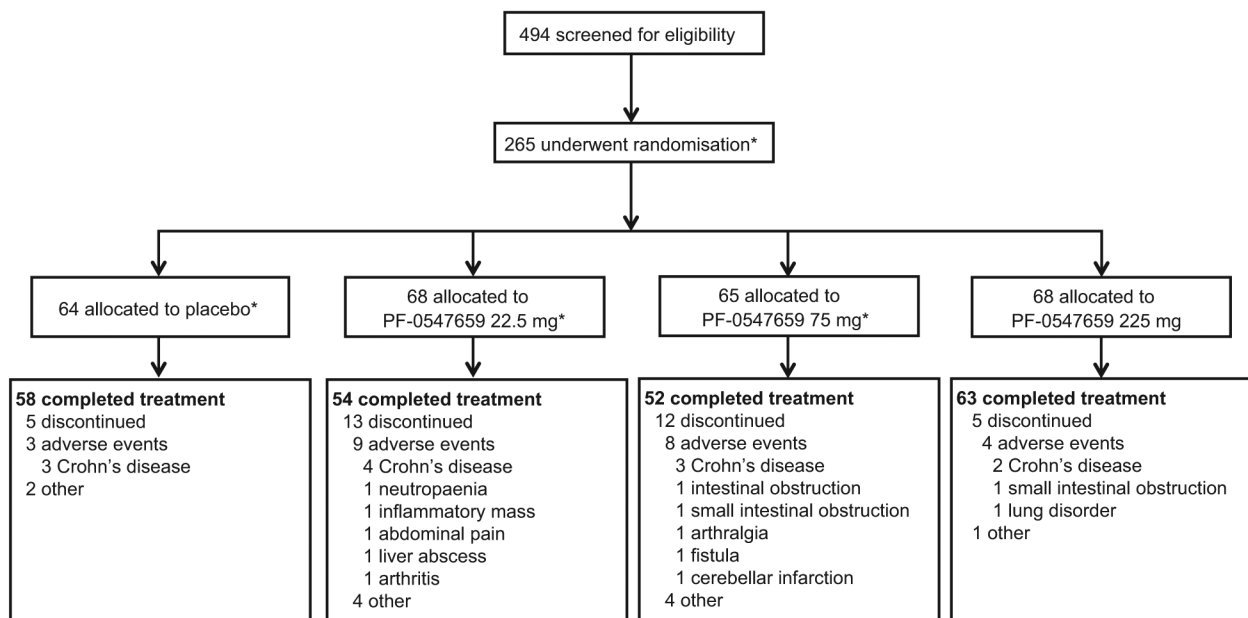 494 screened for eligibility
265 underwent randomisation*
64 allocated to placebo*
68 allocated to
PF-0547659 22.5 mg*
65 allocated to
PF-0547659 75 mg*
68 allocated to
PF-0547659 225 mg
58 completed treatment
5 discontinued
3 adverse events
3 Crohn’s disease
2 other
54 completed treatment
13 discontinued
9 adverse events
4 Crohn’s disease
1 neutropaenia
1 inflammatory mass
1 abdominal pain
1 liver abscess
1 arthritis
4 other
52 completed treatment
12 discontinued
8 adverse events
3 Crohn’s disease
1 intestinal obstruction
1 small intestinal obstruction
1 arthralgia
1 fistula
1 cerebellar infarction
4 other
63 completed treatment
5 discontinued
4 adverse events
2 Crohn’s disease
1 small intestinal obstruction
1 lung disorder
1 other